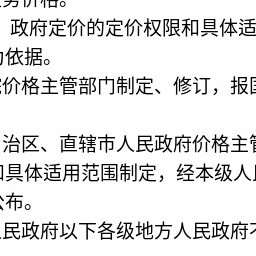 务价格。
政府定价的定价权限和具体适
为依据。
价格主管部门制定、修订，报国
治区、直辖市人民政府价格主管
和具体适用范围制定，经本级人民
公布。
人民政府以下各级地方人民政府不